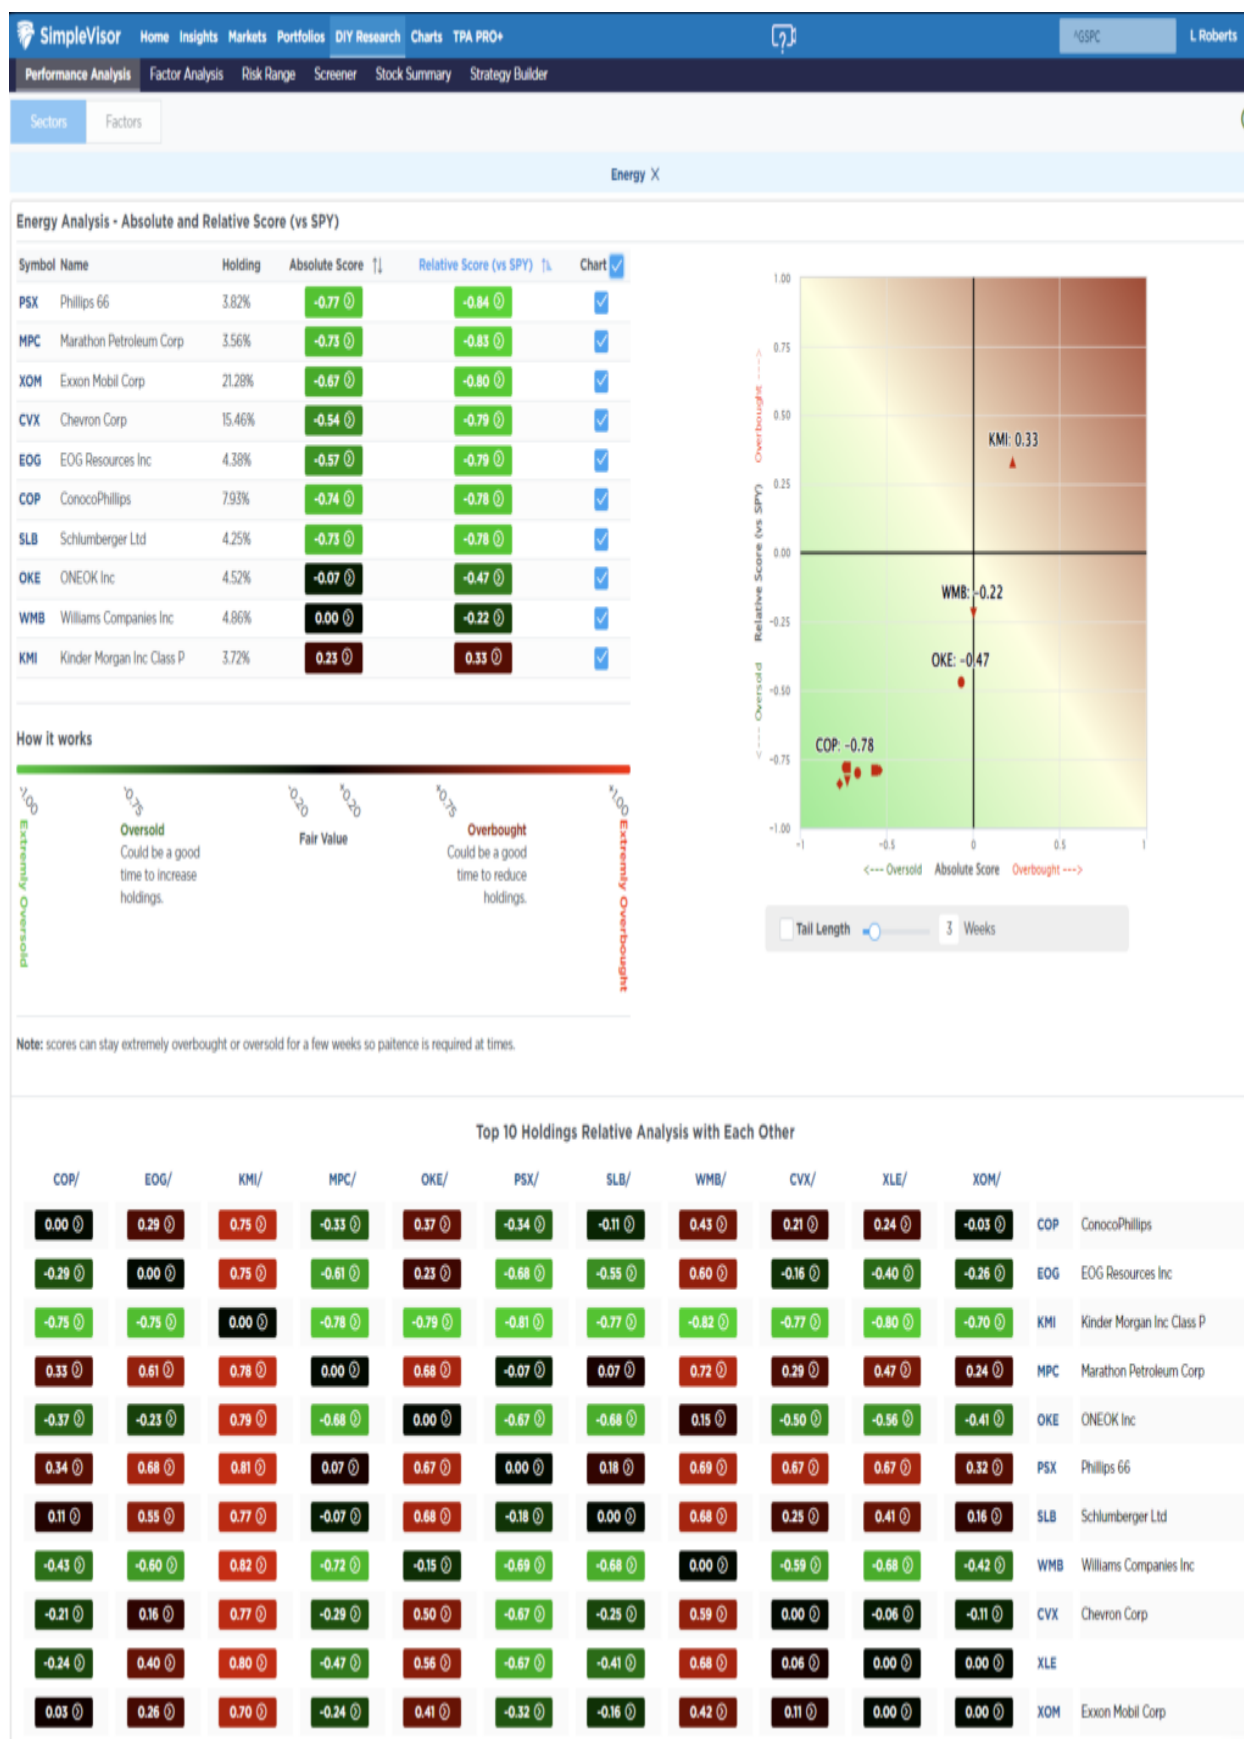 SimpleVisor Home Insights Markets Portfolios DIY Research Charts TPA PRO+ ^GSPC L Roberts
Performance Analysis Factor Analysis Risk Range Screener Stock Summary Strategy Builder
Sectors Factors
Energy X
Energy Analysis - Absolute and Relative Score (vs SPY)
Symbol Name Holding Absolute Score Relative Score (vs SPY) Chart
PSX Phillips 66 3.82% -0.77 -0.84
MPC Marathon Petroleum Corp 3.56% -0.73 -0.83
XOM Exxon Mobil Corp 21.28% -0.67 -0.80
CVX Chevron Corp 15.46% -0.54 -0.79
EOG EOG Resources Inc 4.38% -0.57 -0.79
COP ConocoPhillips 7.93% -0.74 -0.78
SLB Schlumberger Ltd 4.25% -0.73 -0.78
OKE ONEOK Inc 4.52% -0.07 -0.47
WMB Williams Companies Inc 4.86% 0.00 -0.22
KMI Kinder Morgan Inc Class P 3.72% 0.23 0.33
How it works
-1.00 -0.75 -0.20 +0.20 +0.75 +1.00
Extremly Oversold
Oversold
Could be a good
time to increase
holdings.
Fair Value
Overbought
Could be a good
time to reduce
holdings.
Extremly Overbought
Note: scores can stay extremely overbought or oversold for a few weeks so paitence is required at times.
<--- Oversold Relative Score (vs SPY) Overbought --->
1.00
0.75
0.50
0.25
0.00
-0.25
-0.50
-0.75
-1.00
KMI: 0.33
WMB: -0.22
OKE: -0.47
COP: -0.78
-1 -0.5 0 0.5 1
<--- Oversold Absolute Score Overbought --->
Tail Length 3 Weeks
Top 10 Holdings Relative Analysis with Each Other
COP/ EOG/ KMI/ MPC/ OKE/ PSX/ SLB/ WMB/ CVX/ XLE/ XOM/
0.00 0.29 0.75 -0.33 0.37 -0.34 -0.11 0.43 0.21 0.24 -0.03 COP ConocoPhillips
-0.29 0.00 0.75 -0.61 0.23 -0.68 -0.55 0.60 -0.16 -0.40 -0.26 EOG EOG Resources Inc
-0.75 -0.75 0.00 -0.78 -0.79 -0.81 -0.77 -0.82 -0.77 -0.80 -0.70 KMI Kinder Morgan Inc Class P
0.33 0.61 0.78 0.00 0.68 -0.07 0.07 0.72 0.29 0.47 0.24 MPC Marathon Petroleum Corp
-0.37 -0.23 0.79 -0.68 0.00 -0.67 -0.68 0.15 -0.50 -0.56 -0.41 OKE ONEOK Inc
0.34 0.68 0.81 0.07 0.67 0.00 0.18 0.69 0.67 0.67 0.32 PSX Phillips 66
0.11 0.55 0.77 -0.07 0.68 -0.18 0.00 0.68 0.25 0.41 0.16 SLB Schlumberger Ltd
-0.43 -0.60 0.82 -0.72 -0.15 -0.69 -0.68 0.00 -0.59 -0.68 -0.42 WMB Williams Companies Inc
-0.21 0.16 0.77 -0.29 0.50 -0.67 -0.25 0.59 0.00 -0.06 -0.11 CVX Chevron Corp
-0.24 0.40 0.80 -0.47 0.56 -0.67 -0.41 0.68 0.06 0.00 0.00 XLE
0.03 0.26 0.70 -0.24 0.41 -0.32 -0.16 0.42 0.11 0.00 0.00 XOM Exxon Mobil Corp